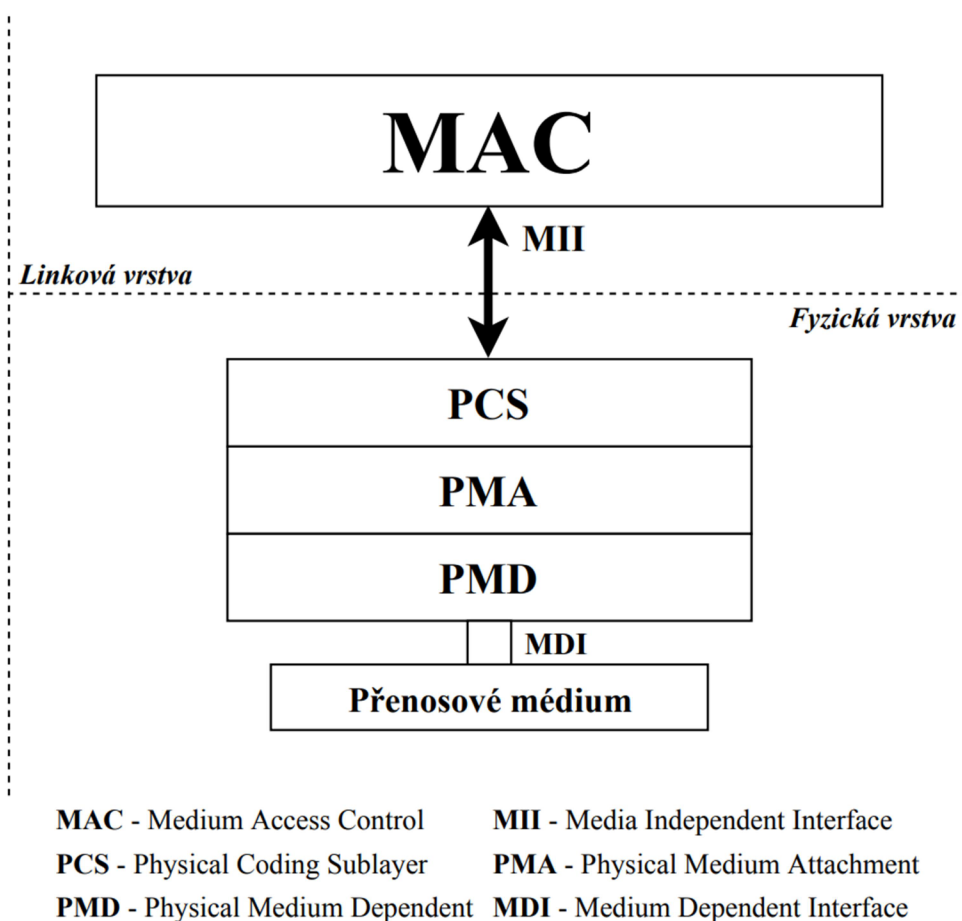 MAC
MII
Linková vrstva
Fyzická vrstva
PCS
PMA
PMD
MDI
Přenosové médium
MAC - Medium Access Control MII - Media Independent Interface
PCS - Physical Coding Sublayer PMA - Physical Medium Attachment
PMD - Physical Medium Dependent MDI - Medium Dependent Interface